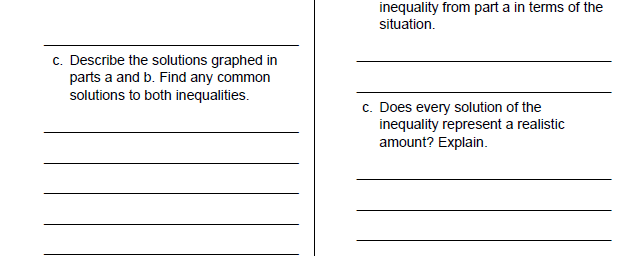 c. Describe the solutions graphed in
parts a and b. Find any common
solutions to both inequalities.
inequality from part a in terms of the
situation.
c. Does every solution of the
inequality represent a realistic
amount? Explain.